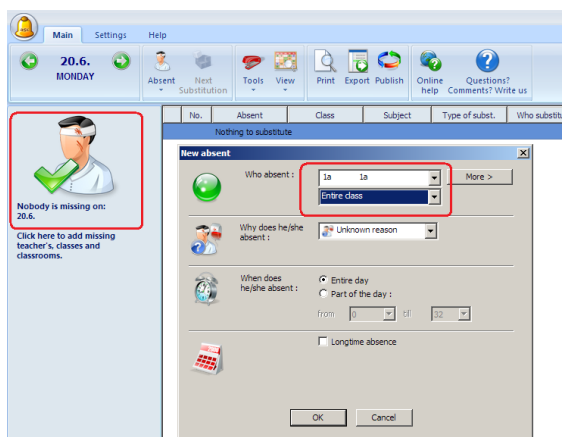 Main Settings Help
20.6.
MONDAY
Absent Next Substitution Tools View Print Export Publish Online help Questions? Comments? Write us
No. Absent Class Subject Type of subst. Who substitu
Nothing to substitute
Nobody is missing on:
20.6.
Click here to add missing
teacher's, classes and
classrooms.
New absent
Who absent : 1a 1a More >
Entire class
Why does he/she
absent : Unknown reason
When does
he/she absent : Entire day
Part of the day :
from 0 till 32
Longtime absence
OK Cancel